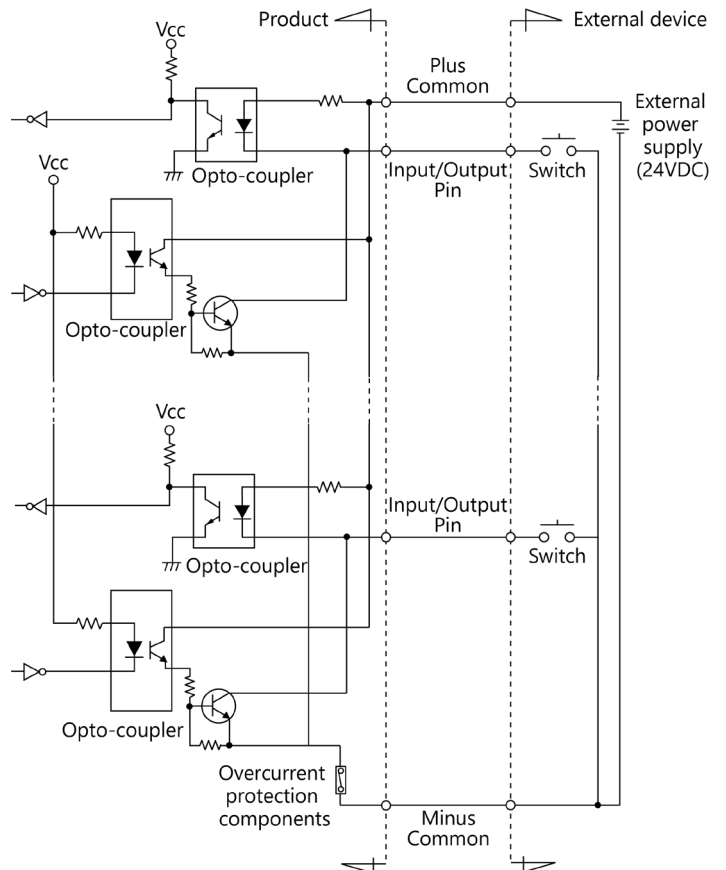 Product
External device
Vcc
Plus
Common
External
power
supply
(24VDC)
Vcc
Opto-coupler
Input/Output
Pin
Switch
Opto-coupler
Vcc
Input/Output
Pin
Opto-coupler
Switch
Opto-coupler
Overcurrent
protection
components
Minus
Common